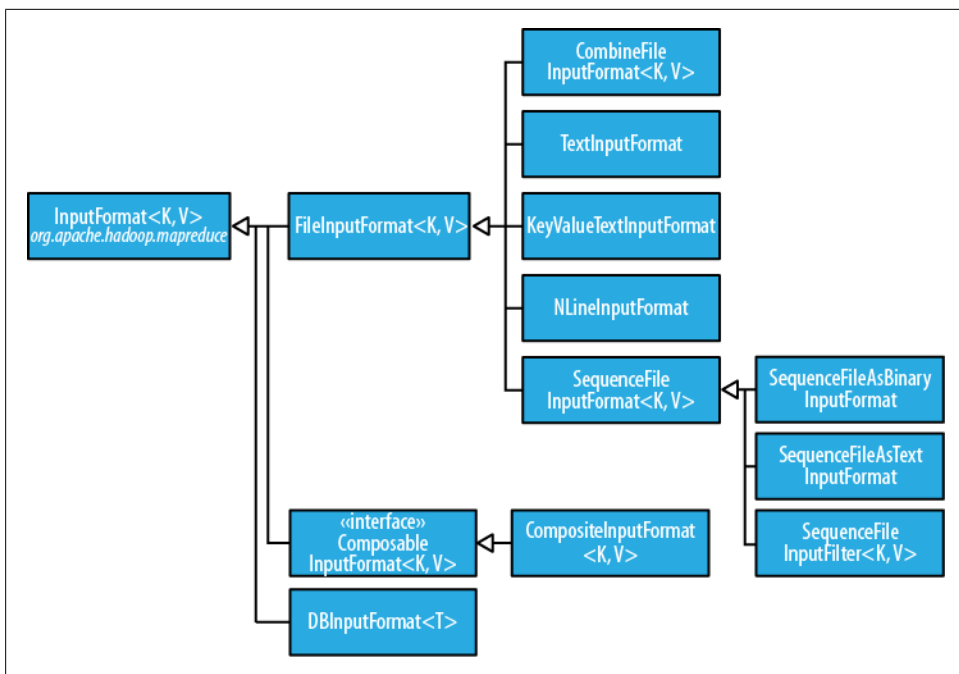 CombineFile
InputFormat<K, V>
TextInputFormat
InputFormat<K, V>
org.apache.hadoop.mapreduce
FileInputFormat<K, V>
KeyValueTextInputFormat
NLineInputFormat
SequenceFile
InputFormat<K, V>
SequenceFileAsBinary
InputFormat
SequenceFileAsText
InputFormat
«interface»
Composable
InputFormat<K, V>
CompositeInputFormat
<K, V>
SequenceFile
InputFilter<K, V>
DBInputFormat<T>